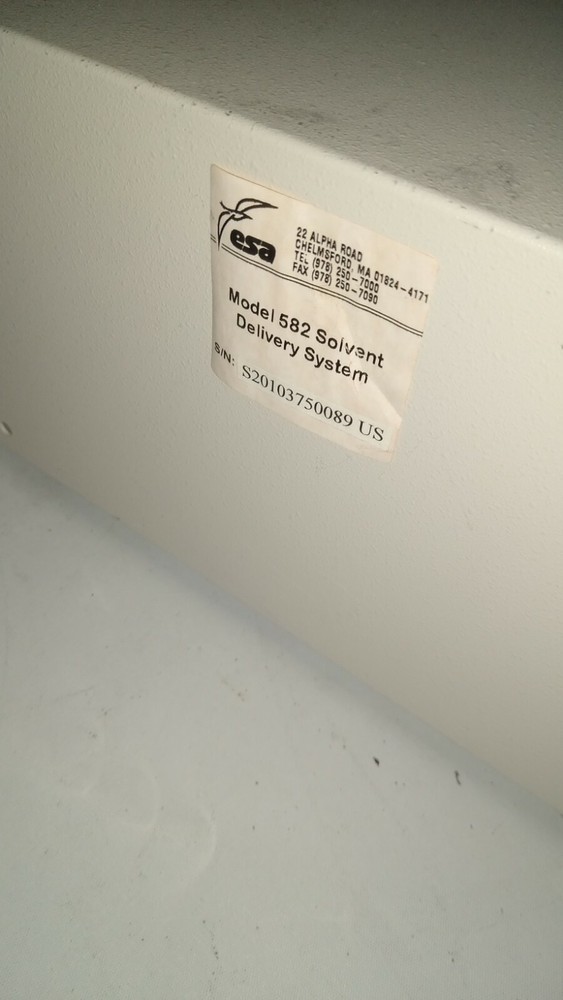 esa
22 ALPHA ROAD
CHELMSFORD, MA 01824-4171
TEL (978) 250-7000
FAX (978) 250-7090
Model 582 Solvent
Delivery System
S/N: S20103750089 US